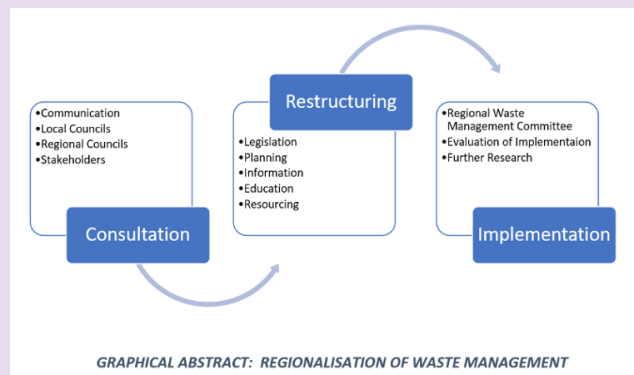 •Communication
•Local Councils
•Regional Councils
•Stakeholders
Consultation
Restructuring
•Legislation
•Planning
•Information
•Education
•Resourcing
•Regional Waste
Management Committee
•Evaluation of Implementaion
•Further Research
Implementation
GRAPHICAL ABSTRACT: REGIONALISATION OF WASTE MANAGEMENT